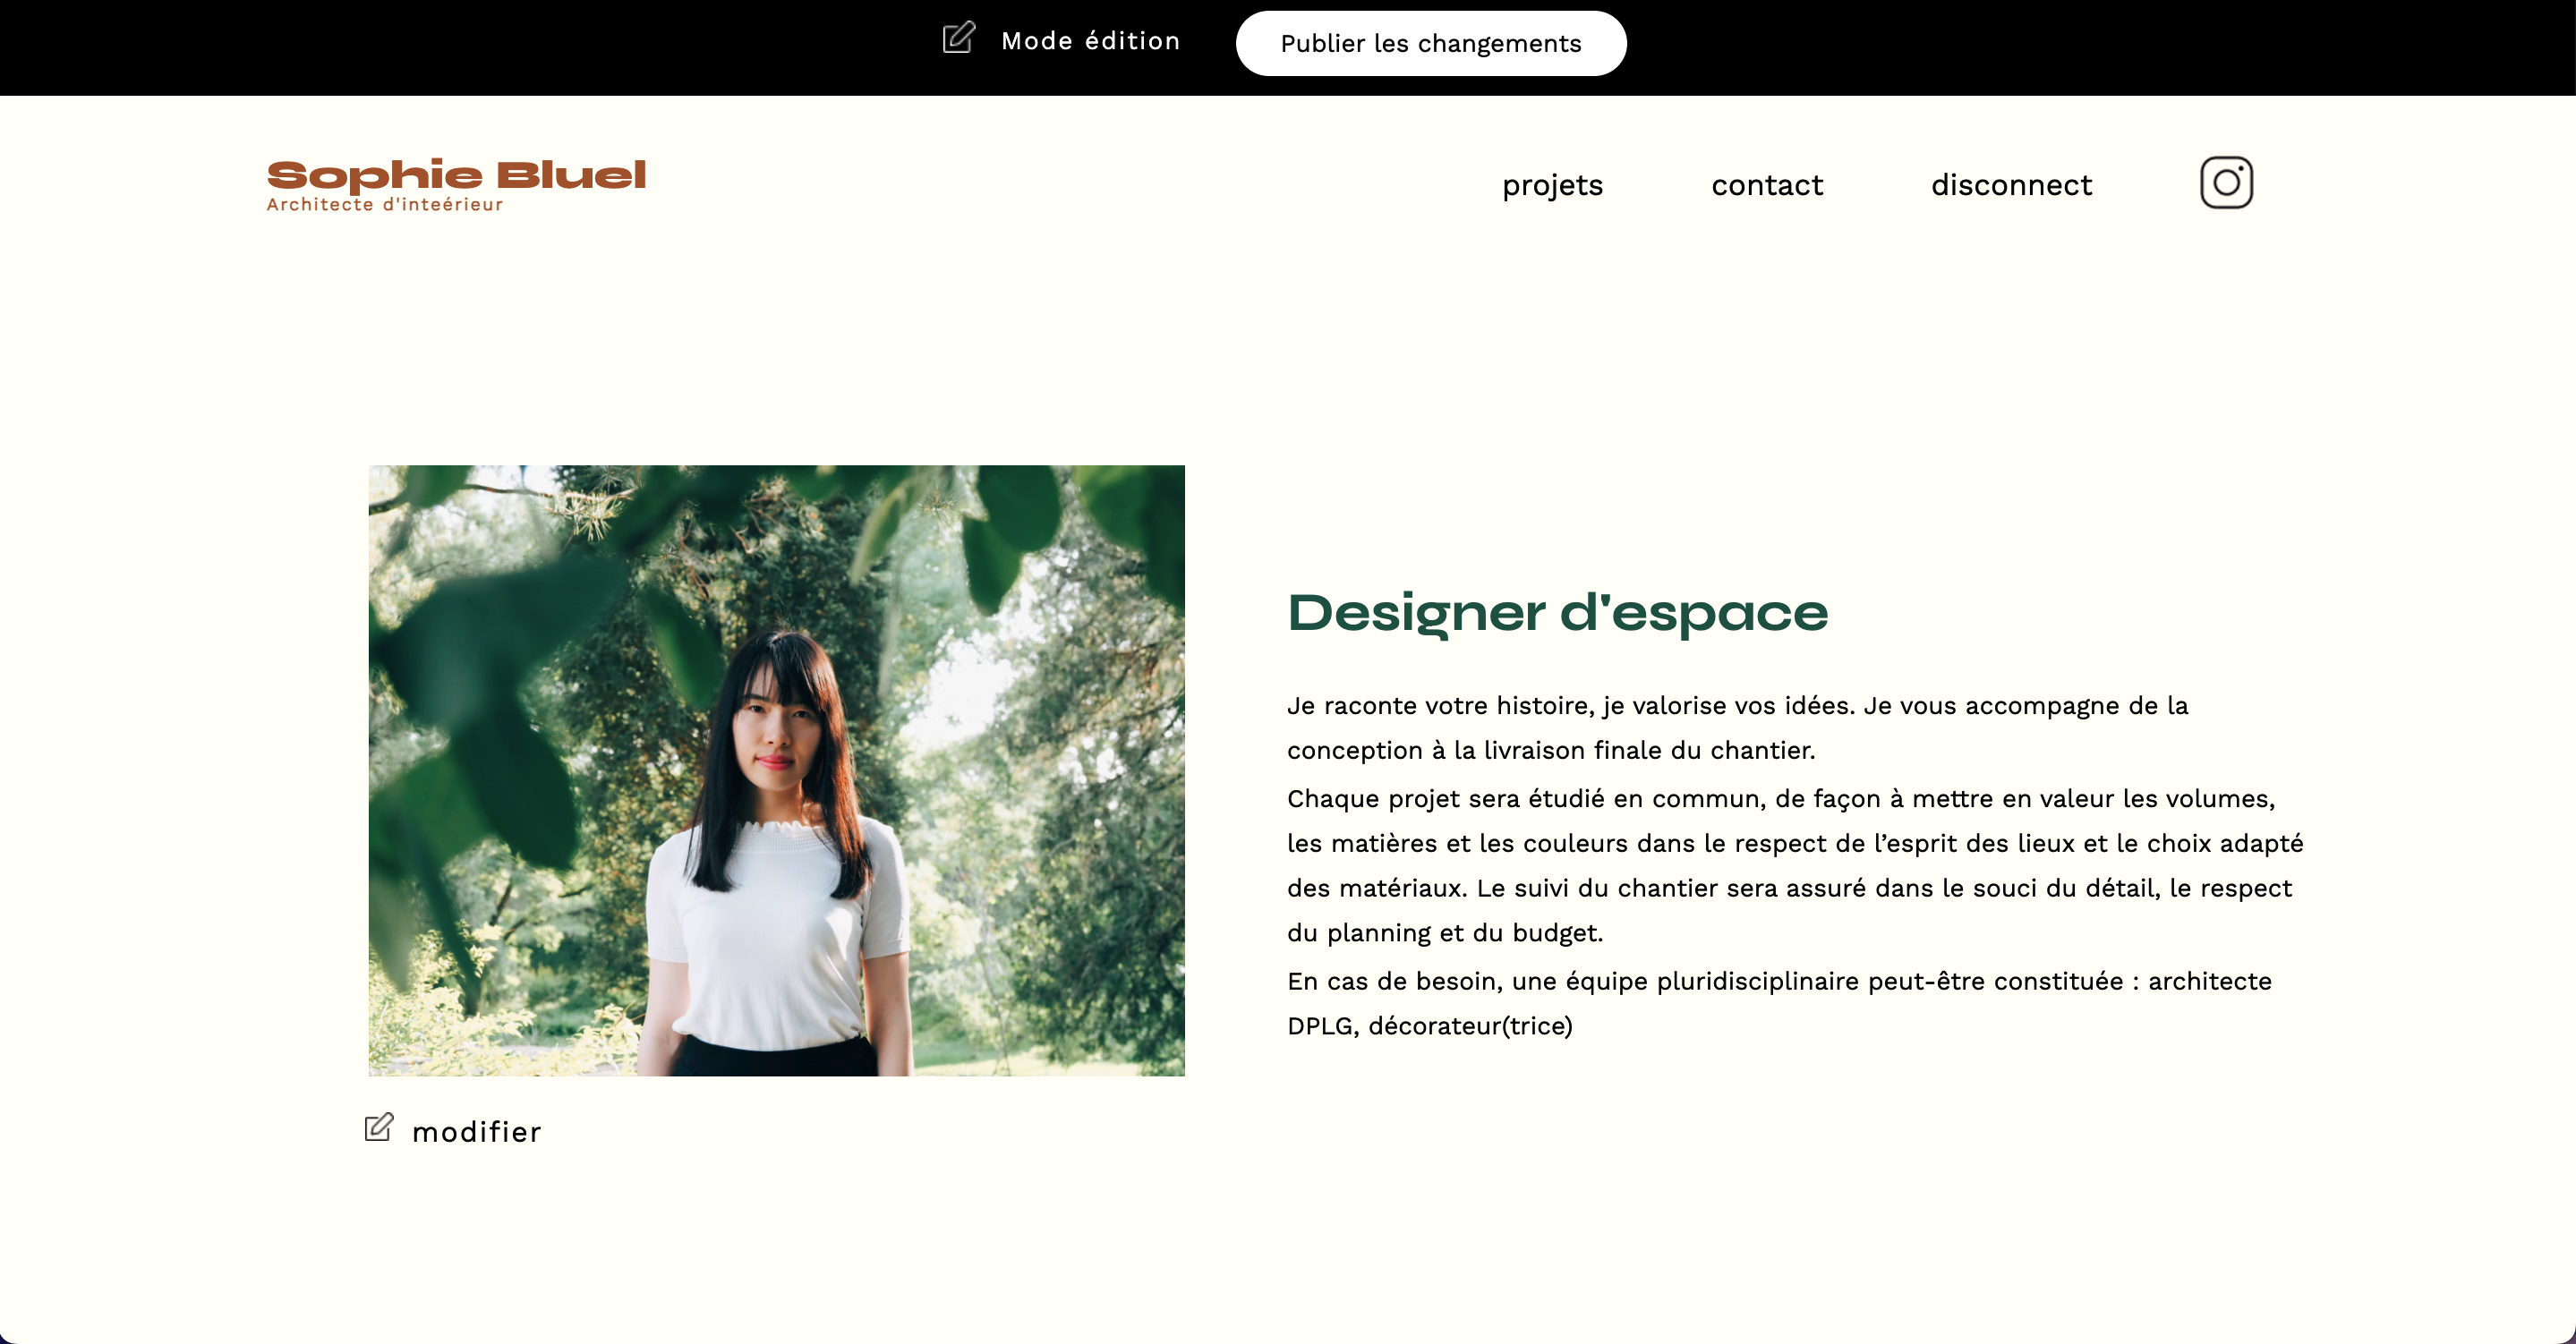 Mode édition
Publier les changements
Sophie Bluel
Architecte d'inteérieur
projets
contact
disconnect
Designer d'espace
Je raconte votre histoire, je valorise vos idées. Je vous accompagne de la
conception à la livraison finale du chantier.
Chaque projet sera étudié en commun, de façon à mettre en valeur les volumes,
les matières et les couleurs dans le respect de l’esprit des lieux et le choix adapté
des matériaux. Le suivi du chantier sera assuré dans le souci du détail, le respect
du planning et du budget.
En cas de besoin, une équipe pluridisciplinaire peut-être constituée : architecte
DPLG, décorateur(trice)
modifier